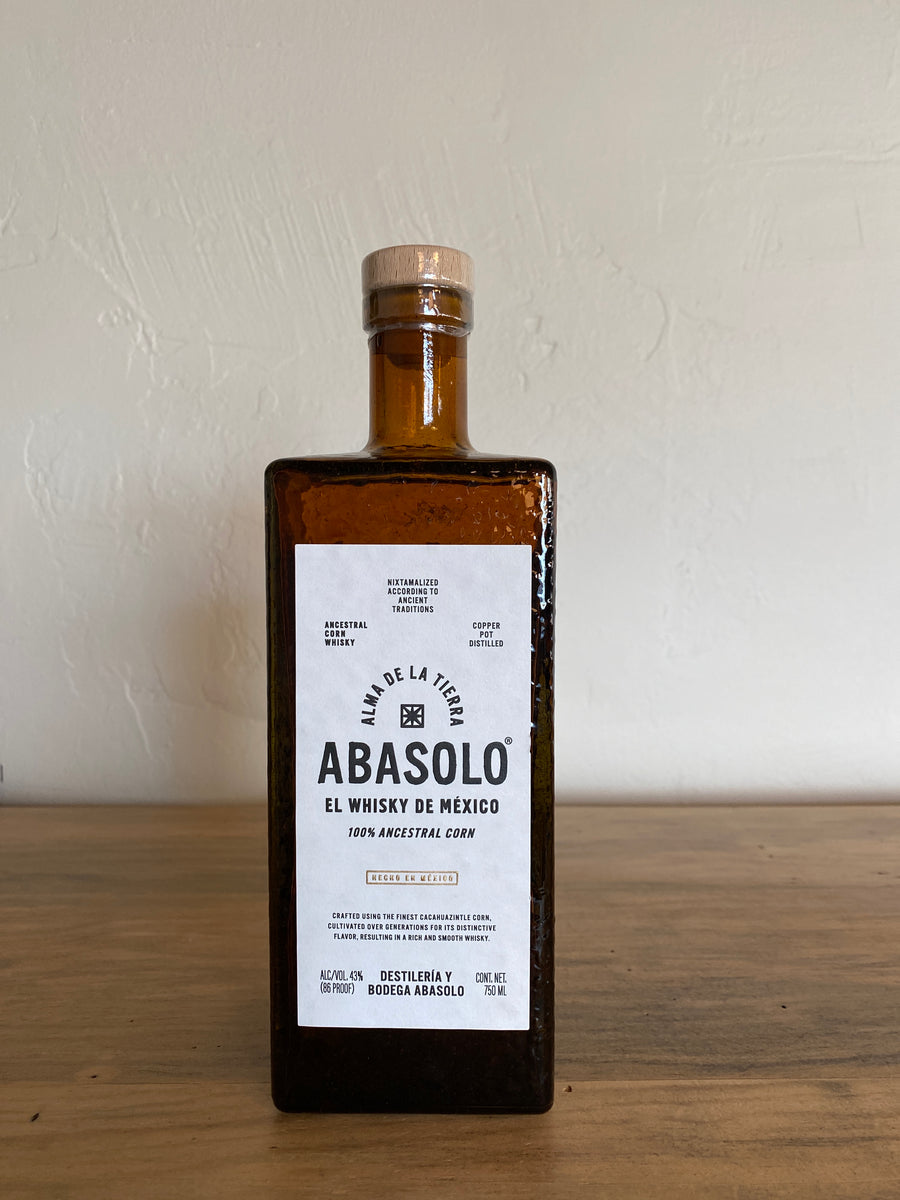 NIXTAMALIZED
ACCORDING TO
ANCIENT
TRADITIONS
ANCESTRAL
CORN
WHISKY
COPPER
POT
DISTILLED
ALMA DE LA TIERRA
ABASOLO®
EL WHISKY DE MÉXICO
100% ANCESTRAL CORN
HECHO EN MÉXICO
CRAFTED USING THE FINEST CACAHUAZINTLE CORN,
CULTIVATED OVER GENERATIONS FOR ITS DISTINCTIVE
FLAVOR, RESULTING IN A RICH AND SMOOTH WHISKY.
ALC/VOL. 43%
(86 PROOF)
DESTILERÍA Y
BODEGA ABASOLO
CONT. NET.
750 ML